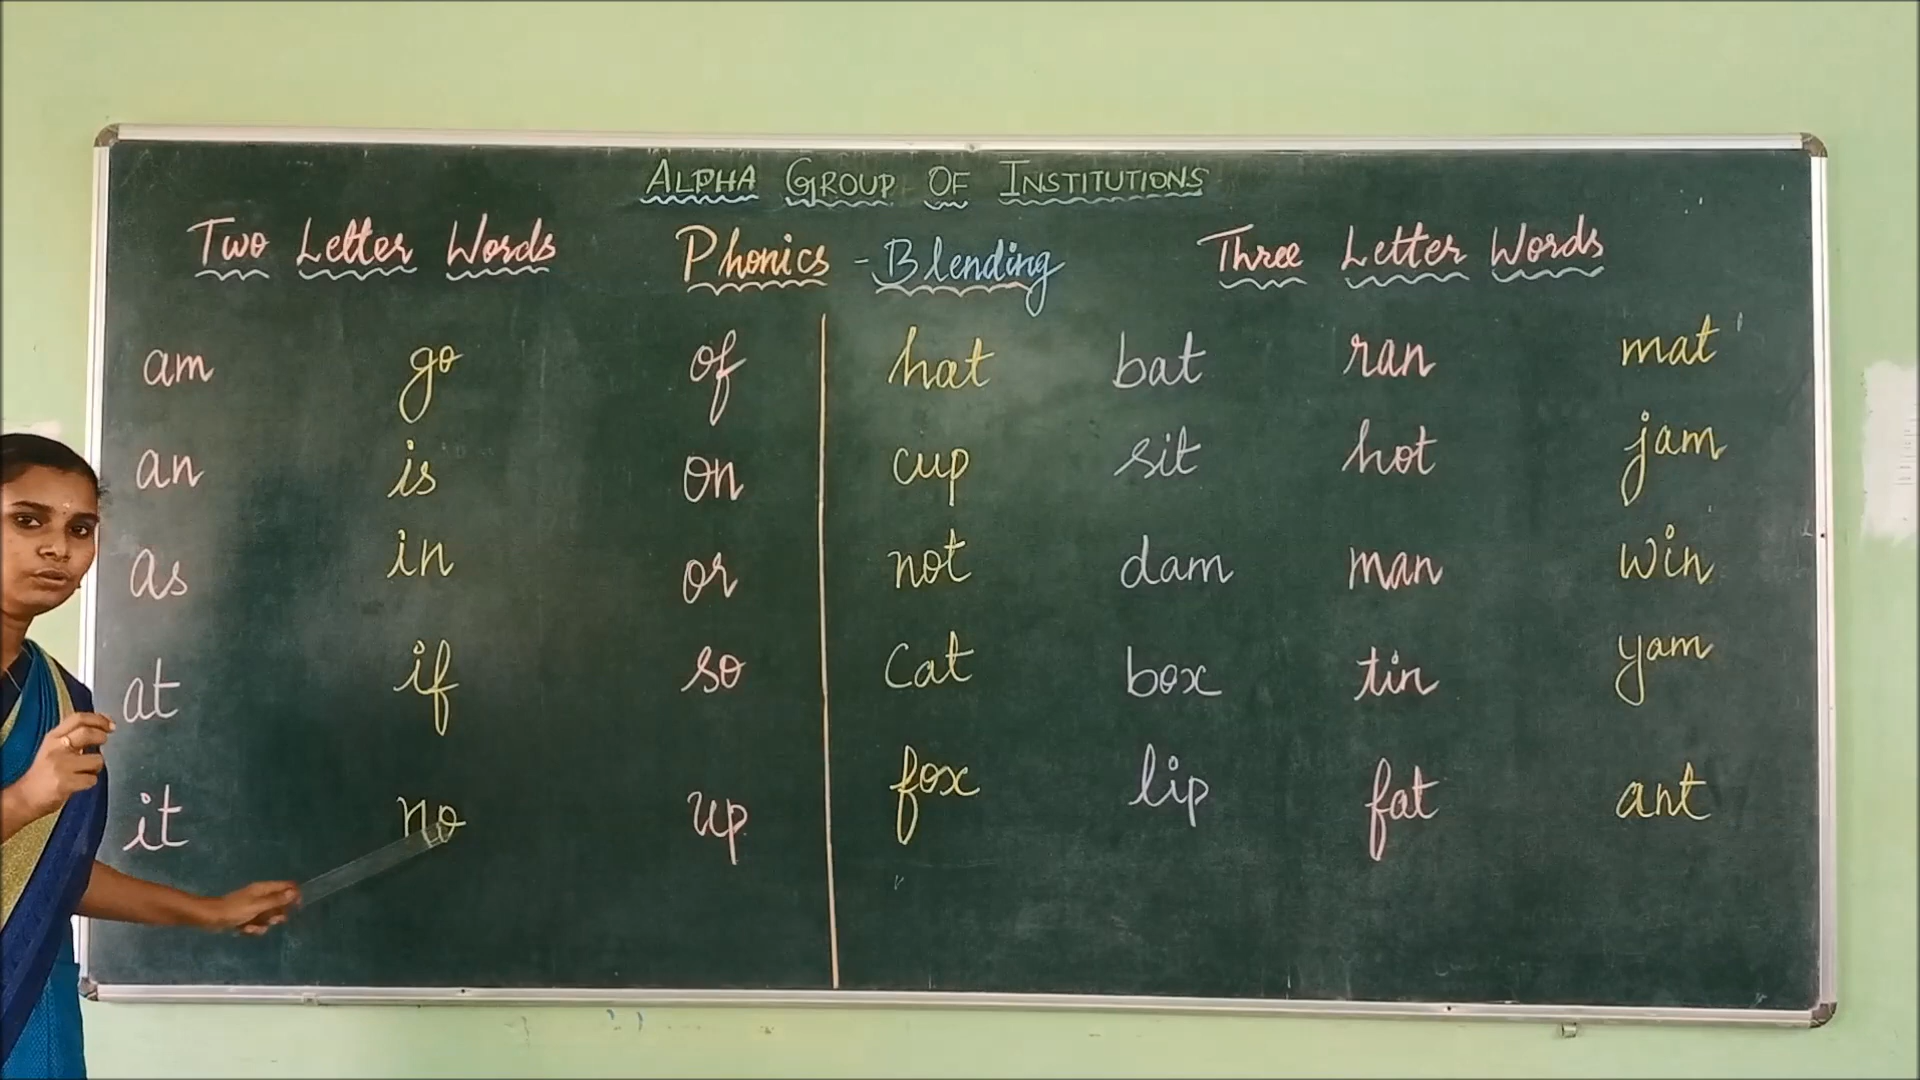 ALPHA GROUP OF INSTITUTIONS
Two Letter Words Phonics - Blending Three Letter Words
am go of hat bat ran mat
an is on cup sit hot jam
as in or not dam man win
at if so cat box tin yam
it no up fox lip fat ant